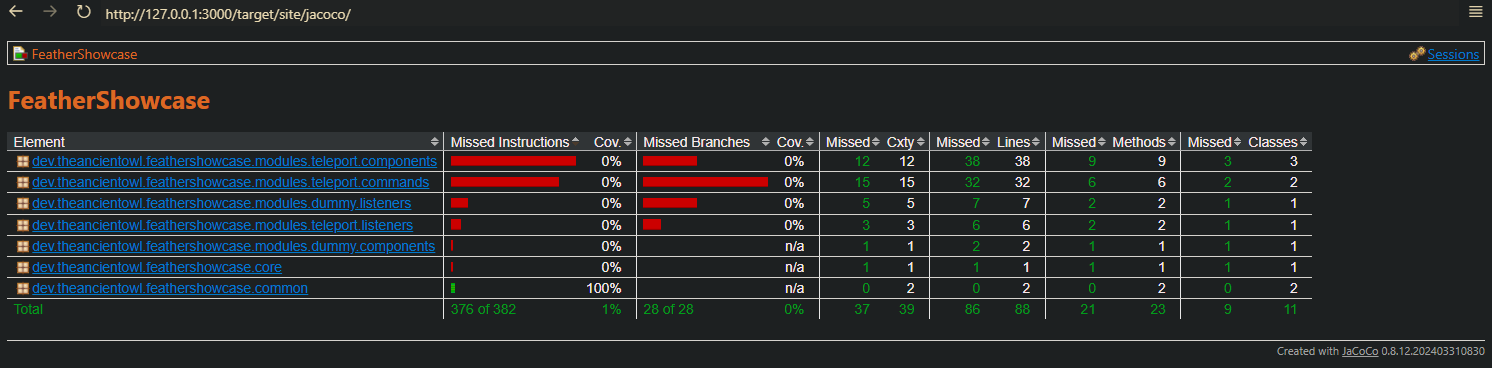 http://127.0.0.1:3000/target/site/jacoco/
FeatherShowcase Sessions
FeatherShowcase
Element Missed Instructions Cov. Missed Branches Cov. Missed Cxty Missed Lines Missed Methods Missed Classes
dev.theancientowl.feathershowcase.modules.teleport.components 0% 0% 12 12 38 38 9 9 3 3
dev.theancientowl.feathershowcase.modules.teleport.commands 0% 0% 15 15 32 32 6 6 2 2
dev.theancientowl.feathershowcase.modules.dummy.listeners 0% 0% 5 5 7 7 2 2 1 1
dev.theancientowl.feathershowcase.modules.teleport.listeners 0% 0% 3 3 6 6 2 2 1 1
dev.theancientowl.feathershowcase.modules.dummy.components 0% n/a 1 1 2 2 1 1 1 1
dev.theancientowl.feathershowcase.core 0% n/a 1 1 1 1 1 1 1 1
dev.theancientowl.feathershowcase.common 100% n/a 0 2 0 2 0 2 0 2
Total 376 of 382 1% 28 of 28 0% 37 39 86 88 21 23 9 11
Created with JaCoCo 0.8.12.202403310830